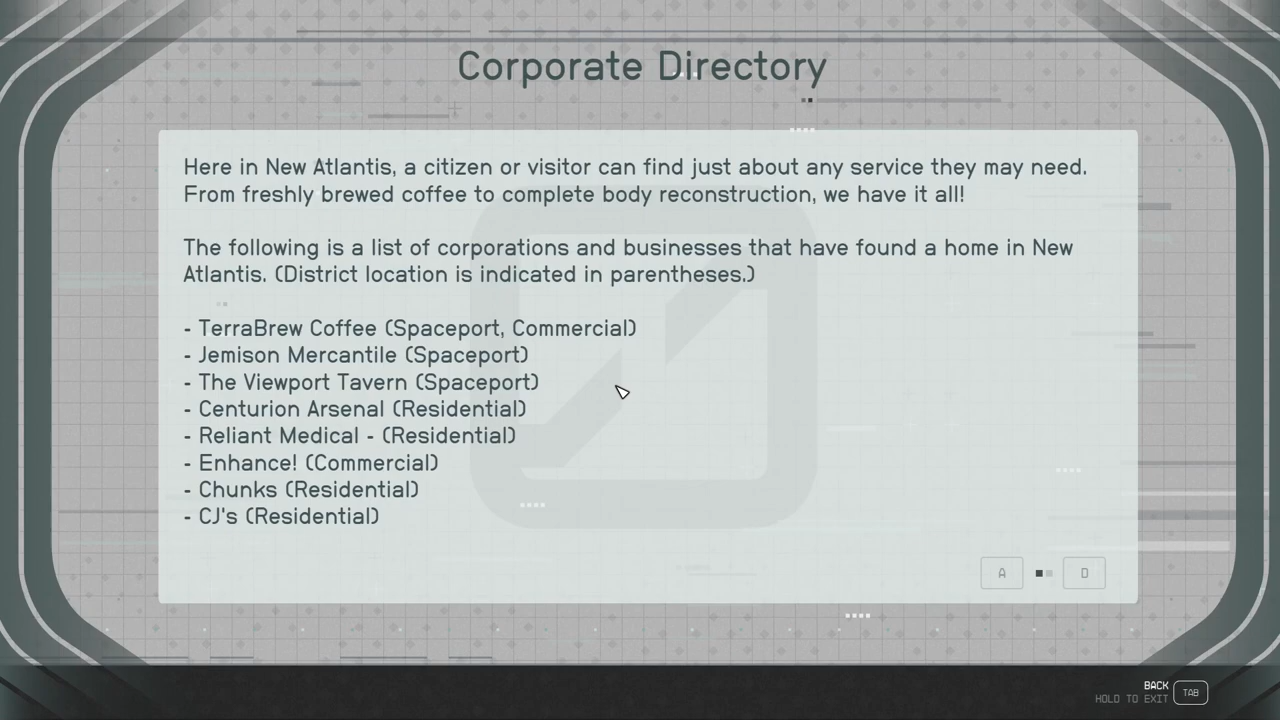 Corporate Directory
Here in New Atlantis, a citizen or visitor can find just about any service they may need.
From freshly brewed coffee to complete body reconstruction, we have it all!
The following is a list of corporations and businesses that have found a home in New
Atlantis. (District location is indicated in parentheses.)
- TerraBrew Coffee (Spaceport, Commercial)
- Jemison Mercantile (Spaceport)
- The Viewport Tavern (Spaceport)
- Centurion Arsenal (Residential)
- Reliant Medical - (Residential)
- Enhance! (Commercial)
- Chunks (Residential)
- CJ's (Residential)
A D
BACK
HOLD TO EXIT TAB